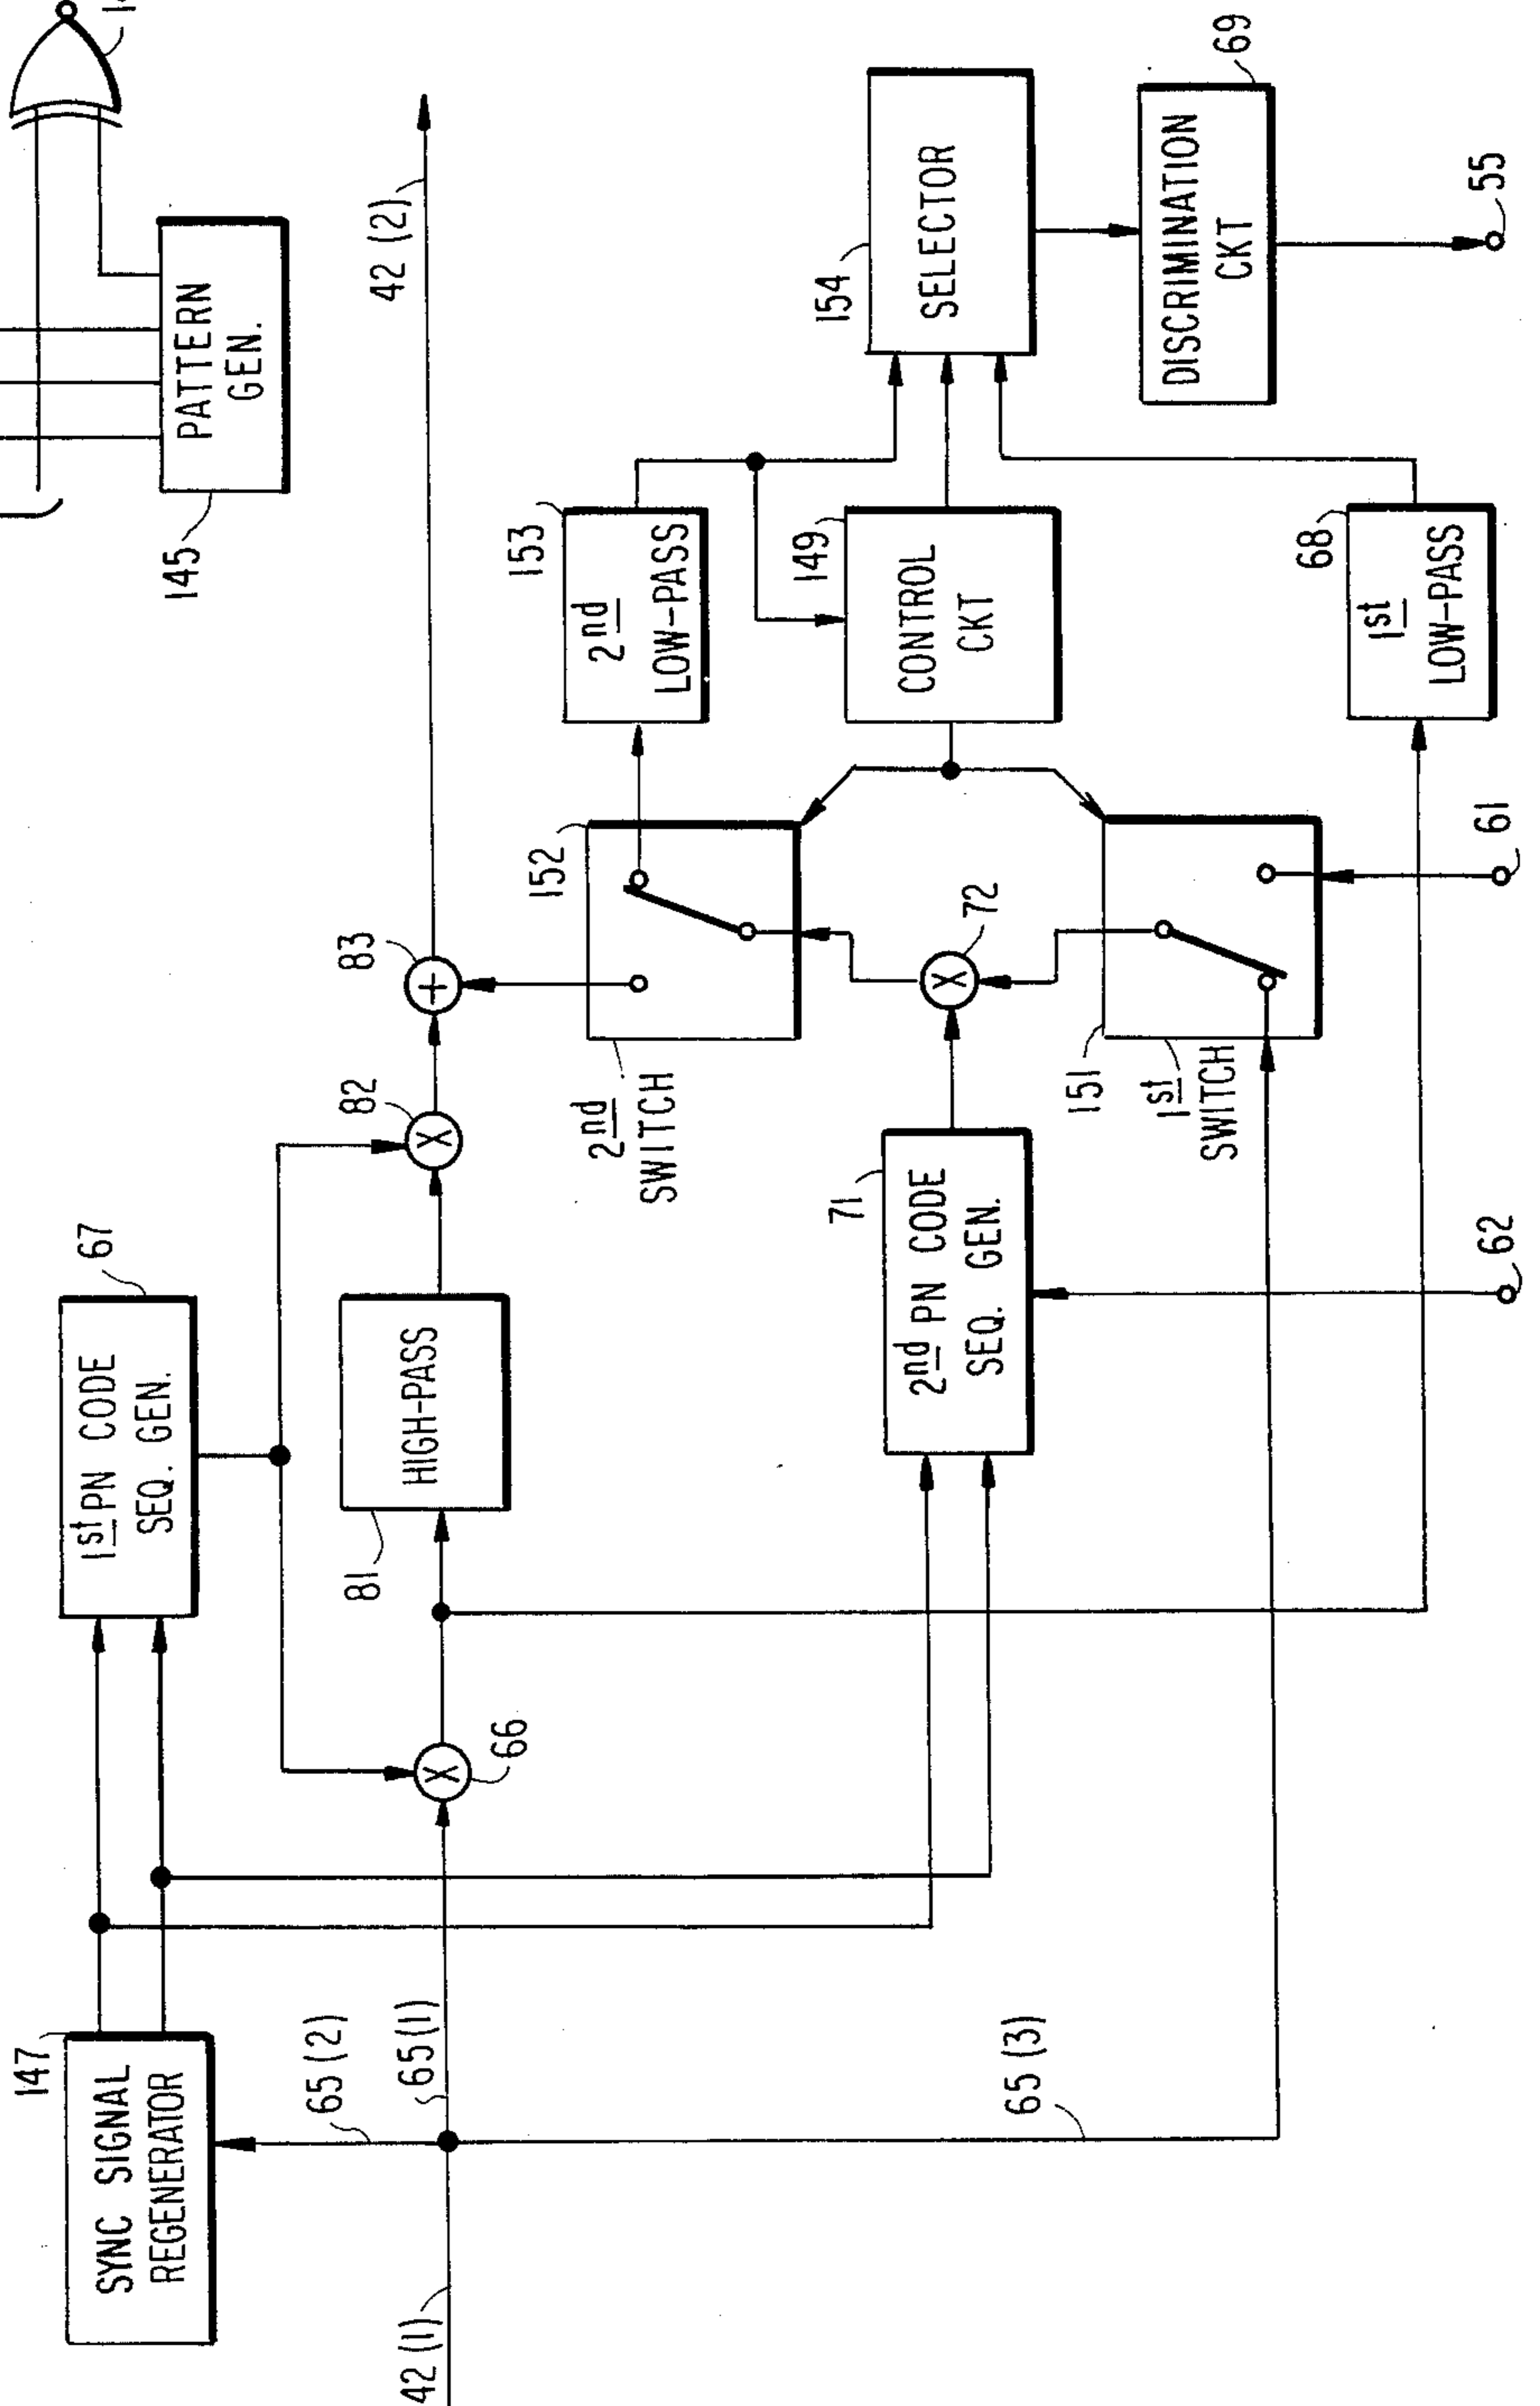 145
PATTERN
GEN.
42 (2)
154
SELECTOR
DISCRIMINATION
CKT
69
55
153
2nd
LOW-PASS
149
CONTROL
CKT
68
1st
LOW-PASS
83
152
2nd
SWITCH
72
151
1st
SWITCH
61
82
67
1st PN CODE
SEQ. GEN.
81
HIGH-PASS
71
2nd PN CODE
SEQ. GEN.
62
66
147
SYNC SIGNAL
REGENERATOR
65 (2)
65 (1)
65 (3)
42 (1)